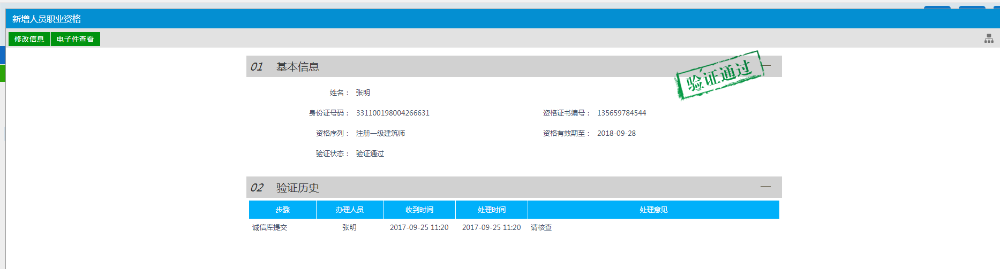 新增人员职业资格
修改信息 电子件查看
01 基本信息
验证通过
姓名： 张明
身份证号码： 331100198004266631 资格证书编号： 135659784544
资格序列： 注册一级建筑师 资格有效期至： 2018-09-28
验证状态： 验证通过
02 验证历史
步骤 办理人员 收到时间 处理时间 处理意见
诚信库提交 张明 2017-09-25 11:20 2017-09-25 11:20 请核查